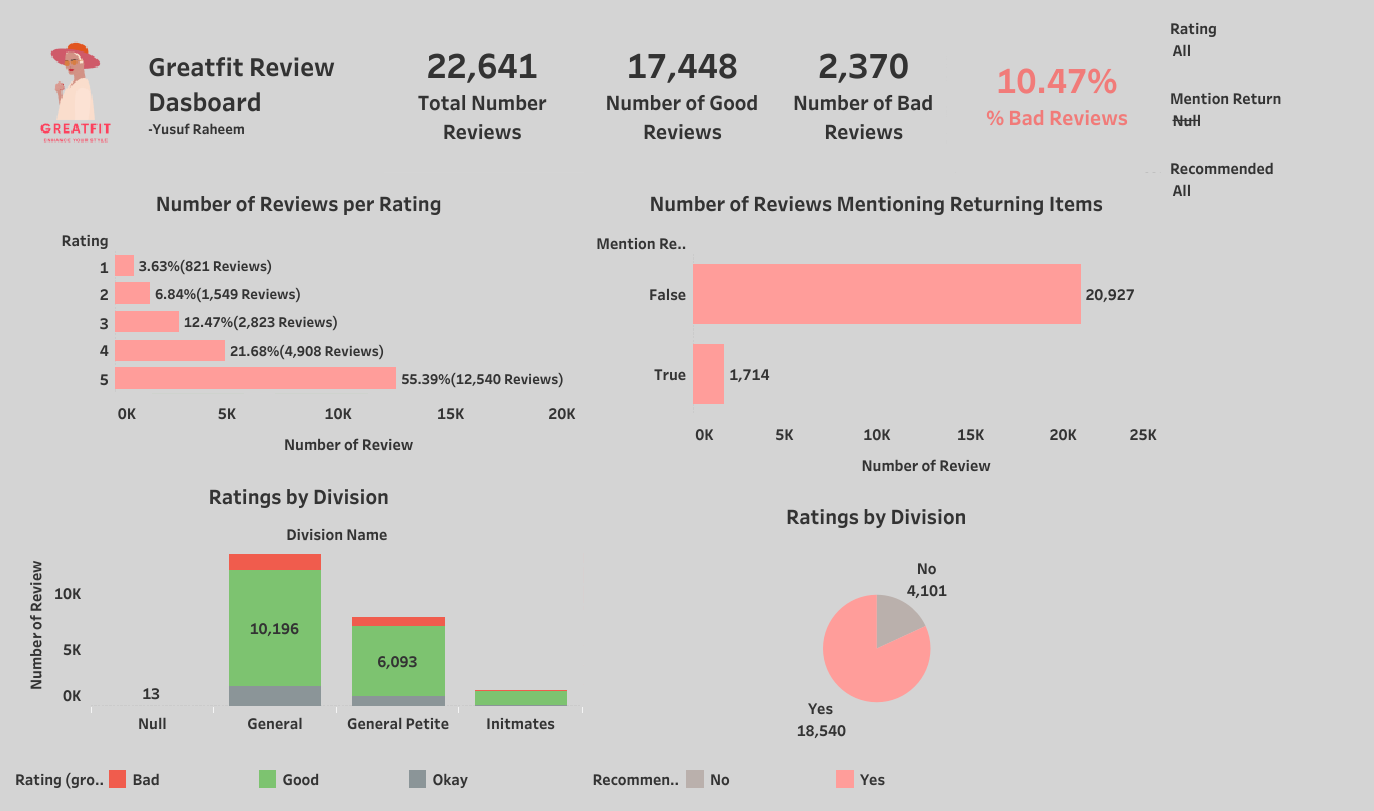 GREATFIT
ENHANCE YOUR STYLE
Greatfit Review
Dasboard
-Yusuf Raheem
22,641
Total Number
Reviews
17,448
Number of Good
Reviews
2,370
Number of Bad
Reviews
10.47%
% Bad Reviews
Rating
All
Mention Return
Null
Recommended
All
Number of Reviews per Rating
Rating
1 3.63%(821 Reviews)
2 6.84%(1,549 Reviews)
3 12.47%(2,823 Reviews)
4 21.68%(4,908 Reviews)
5 55.39%(12,540 Reviews)
0K 5K 10K 15K 20K
Number of Review
Number of Reviews Mentioning Returning Items
Mention Re..
False 20,927
True 1,714
0K 5K 10K 15K 20K 25K
Number of Review
Ratings by Division
Division Name
Number of Review
10K
5K
0K
13
10,196
6,093
Null General General Petite Initmates
Ratings by Division
No
4,101
Yes
18,540
Rating (gro.. Bad Good Okay
Recommen.. No Yes